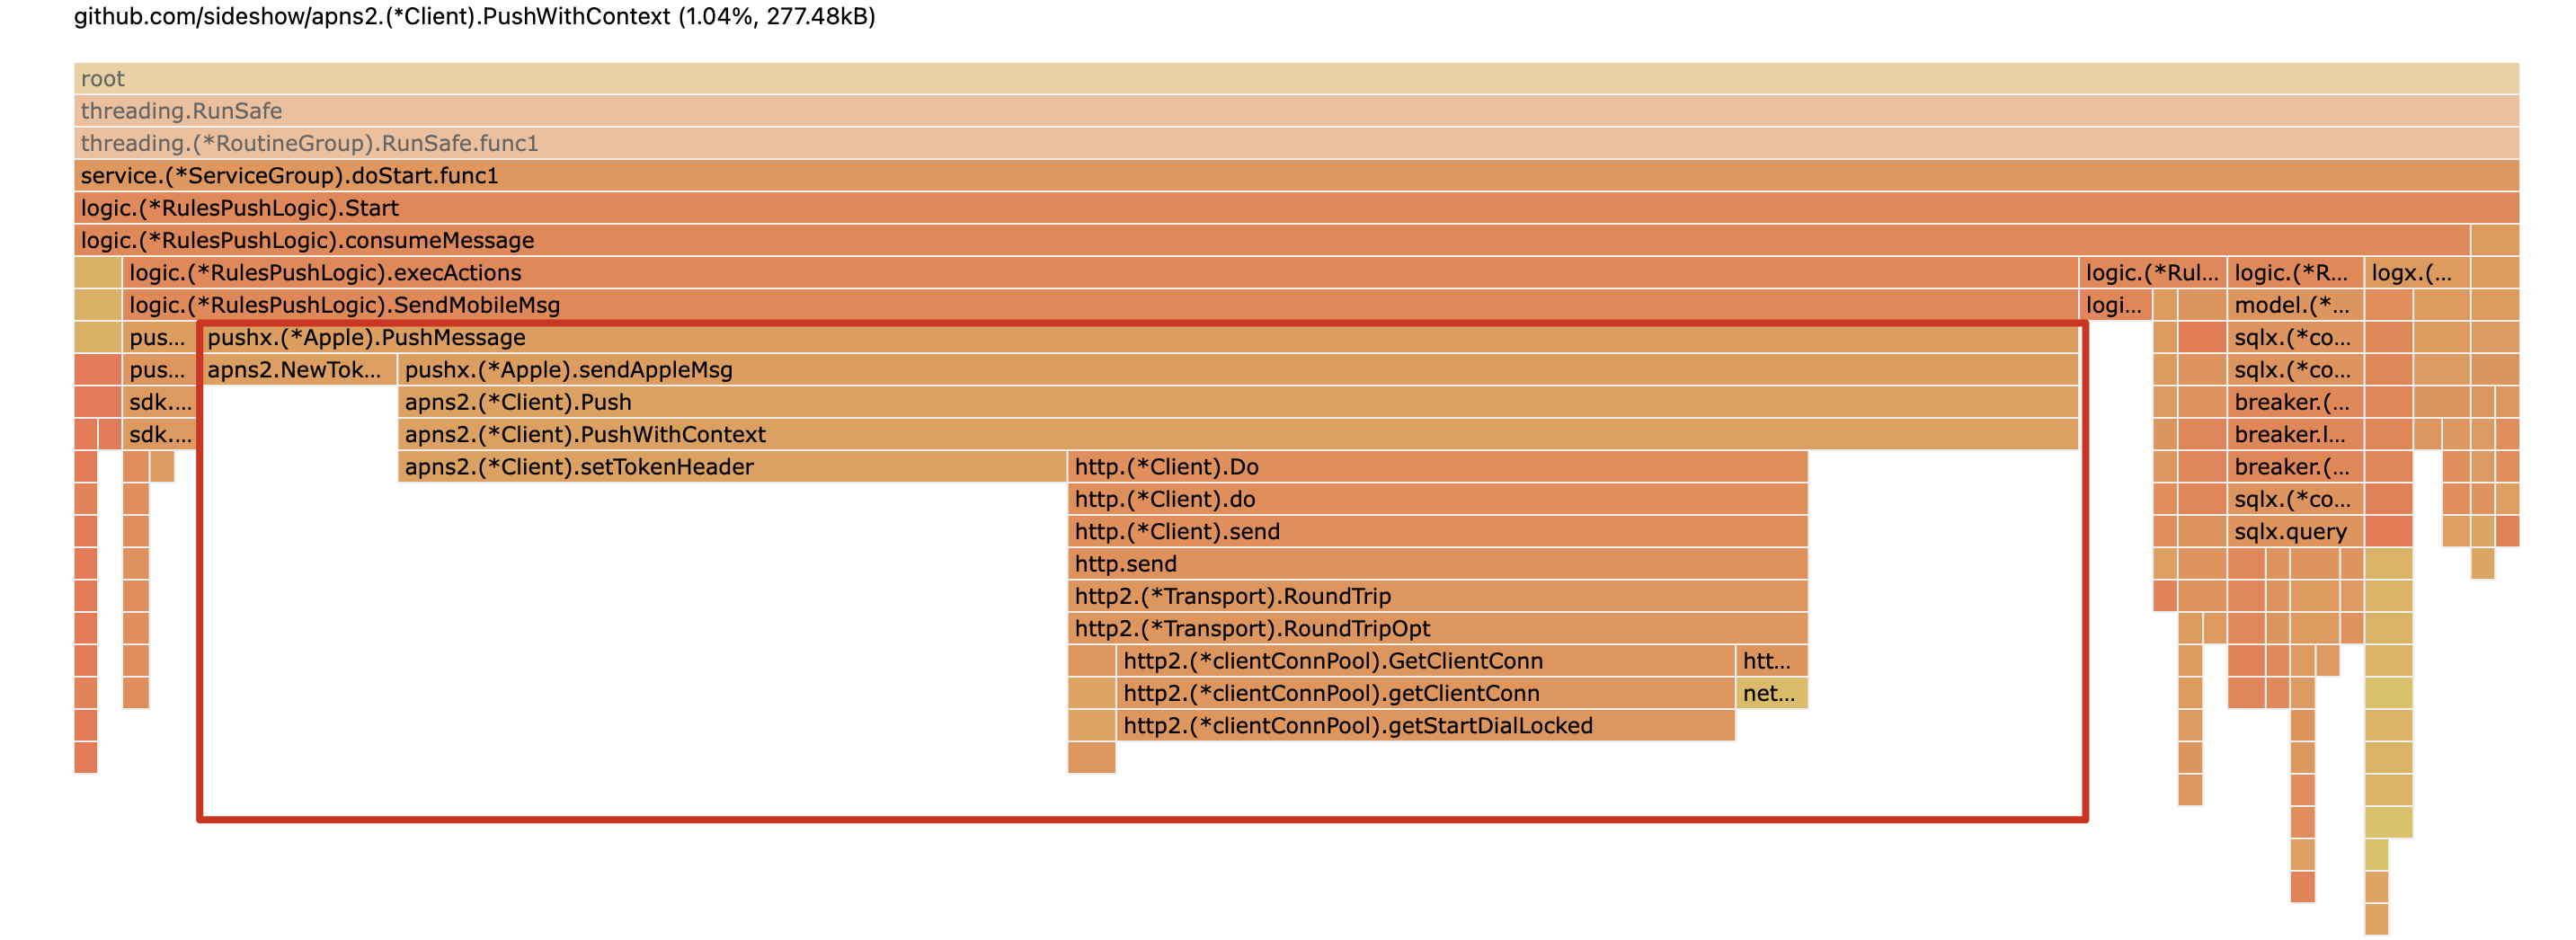 github.com/sideshow/apns2.(*Client).PushWithContext (1.04%, 277.48kB)
root
threading.RunSafe
threading.(*RoutineGroup).RunSafe.func1
service.(*ServiceGroup).doStart.func1
logic.(*RulesPushLogic).Start
logic.(*RulesPushLogic).consumeMessage
logic.(*RulesPushLogic).execActions logic.(*Rul... logic.(*R... logx.(...
logic.(*RulesPushLogic).SendMobileMsg logi... model.(*...
pus... pushx.(*Apple).PushMessage sqlx.(*co...
pus... apns2.NewTok... pushx.(*Apple).sendAppleMsg sqlx.(*co...
sdk.... apns2.(*Client).Push breaker.(...
sdk.... apns2.(*Client).PushWithContext breaker.l...
apns2.(*Client).setTokenHeader http.(*Client).Do breaker.(...
http.(*Client).do sqlx.(*co...
http.(*Client).send sqlx.query
http.send
http2.(*Transport).RoundTrip
http2.(*Transport).RoundTripOpt
http2.(*clientConnPool).GetClientConn htt...
http2.(*clientConnPool).getClientConn net...
http2.(*clientConnPool).getStartDialLocked